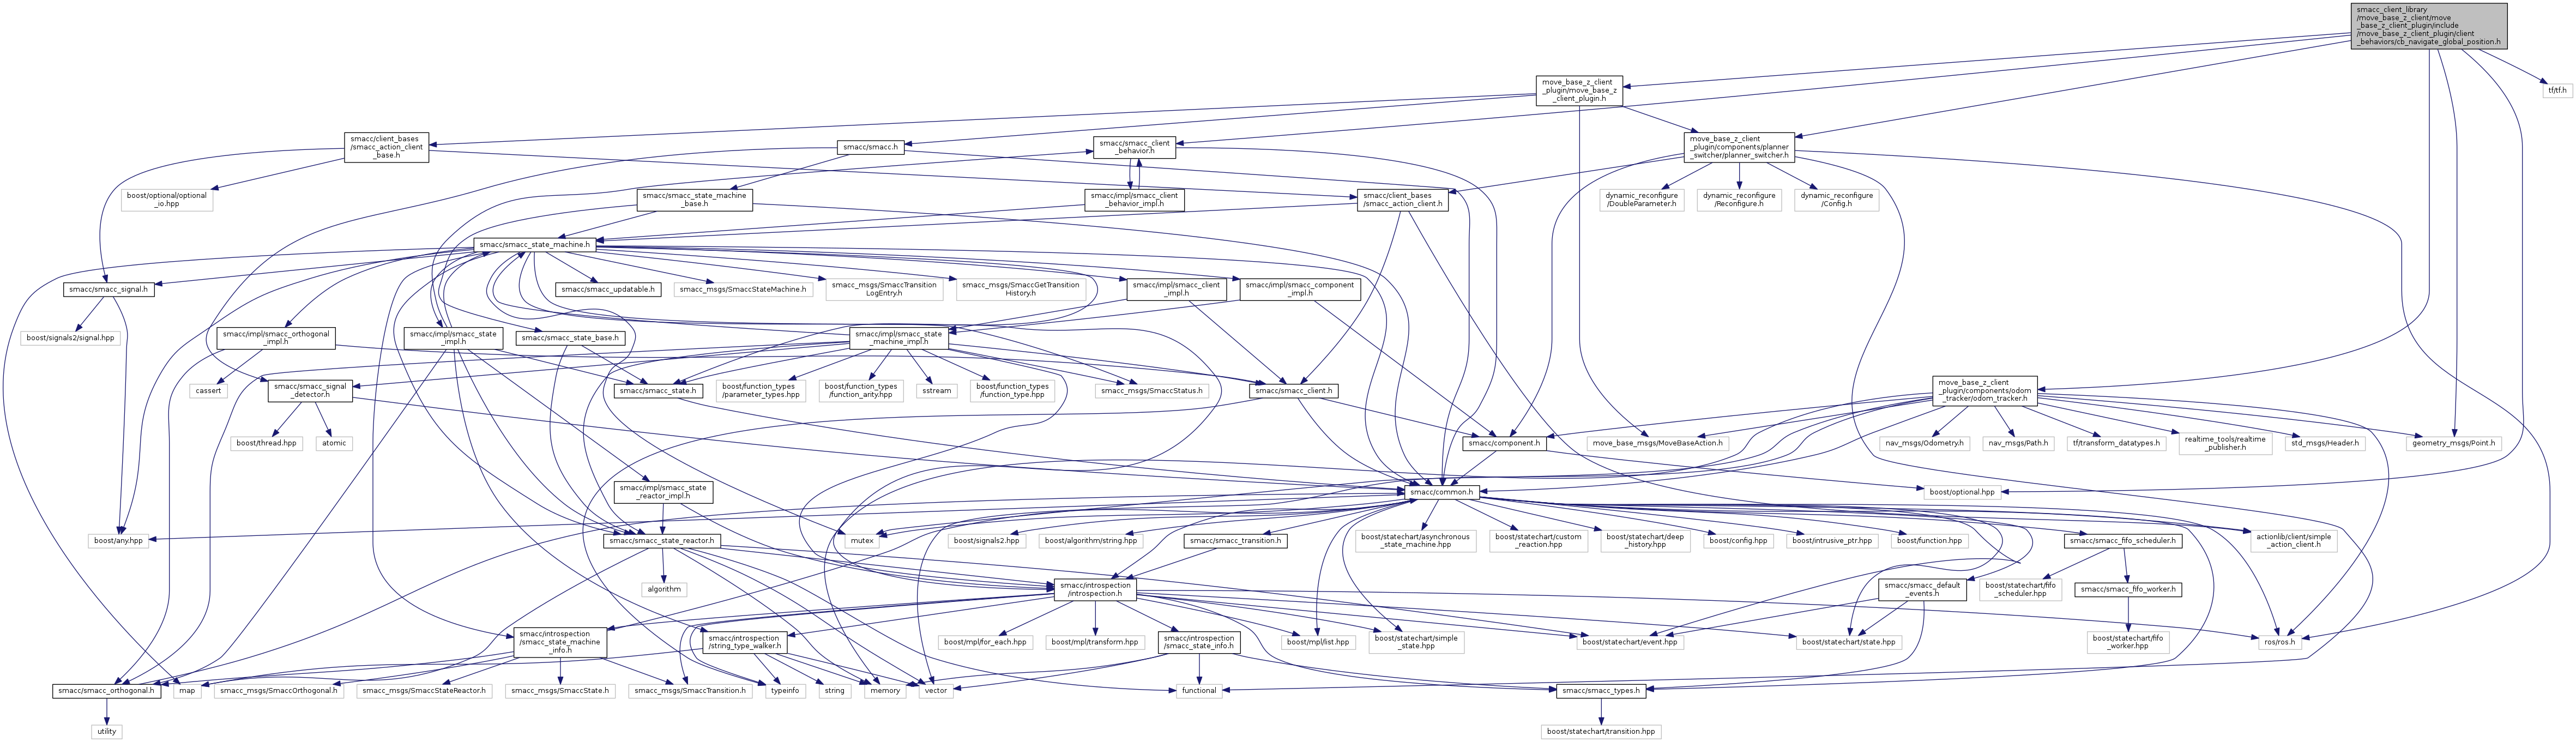 smacc_client_library
/move_base_z_client/move
_base_z_client_plugin/include
/move_base_z_client_plugin/client
_behaviors/cb_navigate_global_position.h
move_base_z_client
_plugin/move_base_z
_client_plugin.h
tf/tf.h
smacc/client_bases
/smacc_action_client
_base.h
smacc/smacc.h
smacc/smacc_client
_behavior.h
move_base_z_client
_plugin/components/planner
_switcher/planner_switcher.h
boost/optional/optional
_io.hpp
smacc/smacc_state_machine
_base.h
smacc/impl/smacc_client
_behavior_impl.h
smacc/client_bases
/smacc_action_client.h
dynamic_reconfigure
/DoubleParameter.h
dynamic_reconfigure
/Reconfigure.h
dynamic_reconfigure
/Config.h
smacc/smacc_state_machine.h
smacc/smacc_signal.h
smacc/smacc_updatable.h
smacc_msgs/SmaccStateMachine.h
smacc_msgs/SmaccTransition
LogEntry.h
smacc_msgs/SmaccGetTransition
History.h
smacc/impl/smacc_client
_impl.h
smacc/impl/smacc_component
_impl.h
boost/signals2/signal.hpp
smacc/impl/smacc_orthogonal
_impl.h
smacc/impl/smacc_state
_impl.h
smacc/smacc_state_base.h
smacc/impl/smacc_state
_machine_impl.h
cassert
smacc/smacc_signal
_detector.h
smacc/smacc_state.h
boost/function_types
/parameter_types.hpp
boost/function_types
/function_arity.hpp
sstream
boost/function_types
/function_type.hpp
smacc_msgs/SmaccStatus.h
smacc/smacc_client.h
move_base_z_client
_plugin/components/odom
_tracker/odom_tracker.h
boost/thread.hpp
atomic
smacc/component.h
move_base_msgs/MoveBaseAction.h
nav_msgs/Odometry.h
nav_msgs/Path.h
tf/transform_datatypes.h
realtime_tools/realtime
_publisher.h
std_msgs/Header.h
geometry_msgs/Point.h
smacc/impl/smacc_state
_reactor_impl.h
smacc/common.h
boost/optional.hpp
boost/any.hpp
smacc/smacc_state_reactor.h
mutex
boost/signals2.hpp
boost/algorithm/string.hpp
smacc/smacc_transition.h
boost/statechart/asynchronous
_state_machine.hpp
boost/statechart/custom
_reaction.hpp
boost/statechart/deep
_history.hpp
boost/config.hpp
boost/intrusive_ptr.hpp
boost/function.hpp
smacc/smacc_fifo_scheduler.h
actionlib/client/simple
_action_client.h
algorithm
smacc/introspection
/introspection.h
smacc/smacc_default
_events.h
boost/statechart/fifo
_scheduler.hpp
smacc/smacc_fifo_worker.h
smacc/introspection
/smacc_state_machine
_info.h
smacc/introspection
/string_type_walker.h
boost/mpl/for_each.hpp
boost/mpl/transform.hpp
smacc/introspection
/smacc_state_info.h
boost/mpl/list.hpp
boost/statechart/simple
_state.hpp
boost/statechart/event.hpp
boost/statechart/state.hpp
boost/statechart/fifo
_worker.hpp
ros/ros.h
smacc/smacc_orthogonal.h
map
smacc_msgs/SmaccOrthogonal.h
smacc_msgs/SmaccStateReactor.h
smacc_msgs/SmaccState.h
smacc_msgs/SmaccTransition.h
typeinfo
string
memory
vector
functional
smacc/smacc_types.h
utility
boost/statechart/transition.hpp